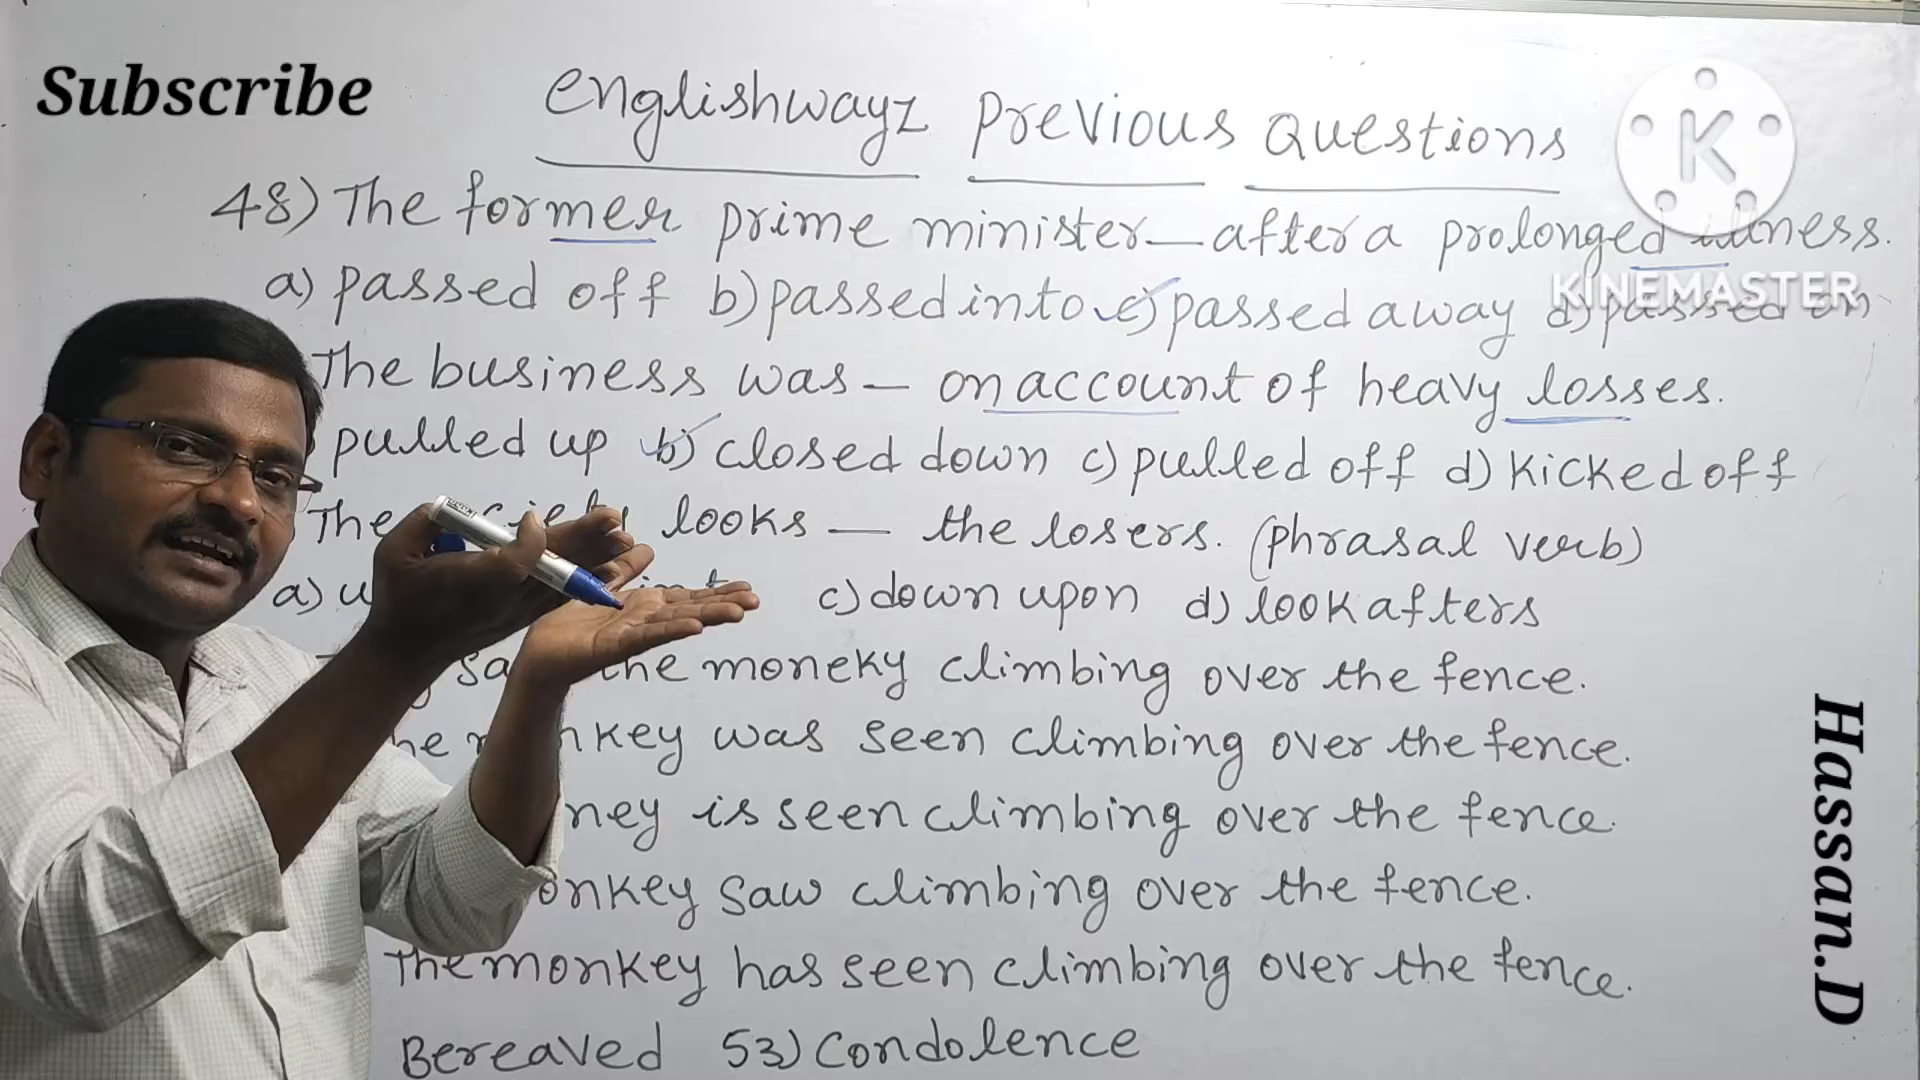 Subscribe
englishwayz previous Questions
48) The former prime minister — after a prolonged illness.
a) passed off b) passed into c) passed away d) passed on
The business was — on account of heavy losses.
pulled up b) closed down c) pulled off d) kicked off
The looks — the losers. (phrasal verb)
a) c) down upon d) look afters
the moneky climbing over the fence.
was seen climbing over the fence.
is seen climbing over the fence.
saw climbing over the fence.
The monkey has seen climbing over the fence.
Bereaved 53) Condolence
K
KINEMASTER
Hassan.D